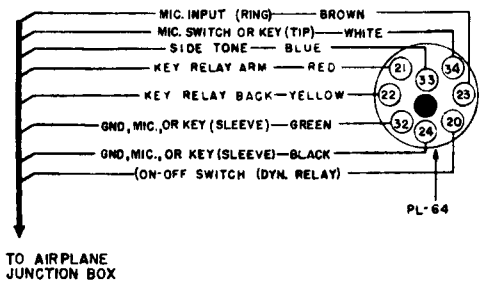 MIC. INPUT (RING) — BROWN
MIC. SWITCH OR KEY (TIP) — WHITE
SIDE TONE — BLUE
KEY RELAY ARM — RED
KEY RELAY BACK — YELLOW
GND, MIC., OR KEY (SLEEVE) — GREEN
GND, MIC., OR KEY (SLEEVE) — BLACK
(ON-OFF SWITCH (DYN. RELAY)
21
33
34
22
23
32
24
20
PL-64
TO AIRPLANE
JUNCTION BOX